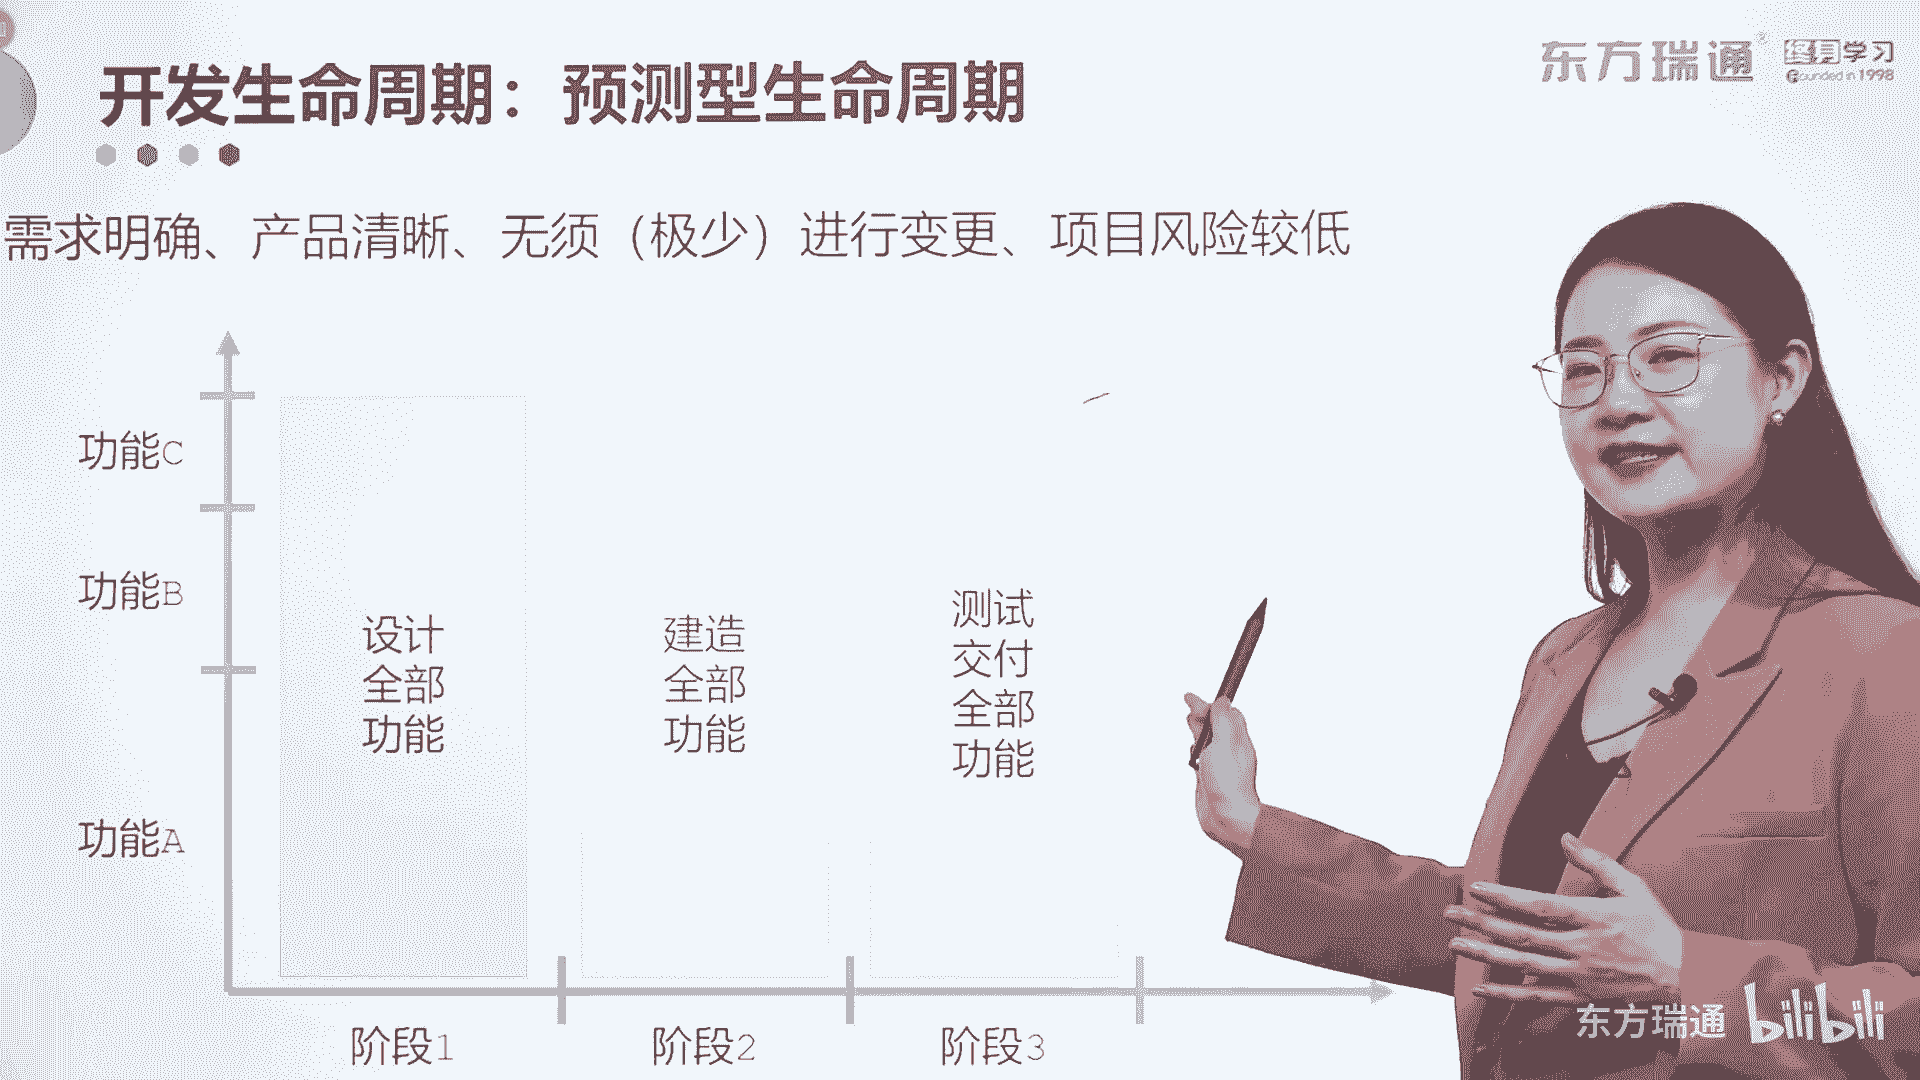 开发生命周期：预测型生命周期
东方瑞通
终身学习
Founded in 1998
需求明确、产品清晰、无须（极少）进行变更、项目风险较低
功能C
功能B
功能A
设计
全部
功能
建造
全部
功能
测试
交付
全部
功能
阶段1
阶段2
阶段3
东方瑞通
bilibili